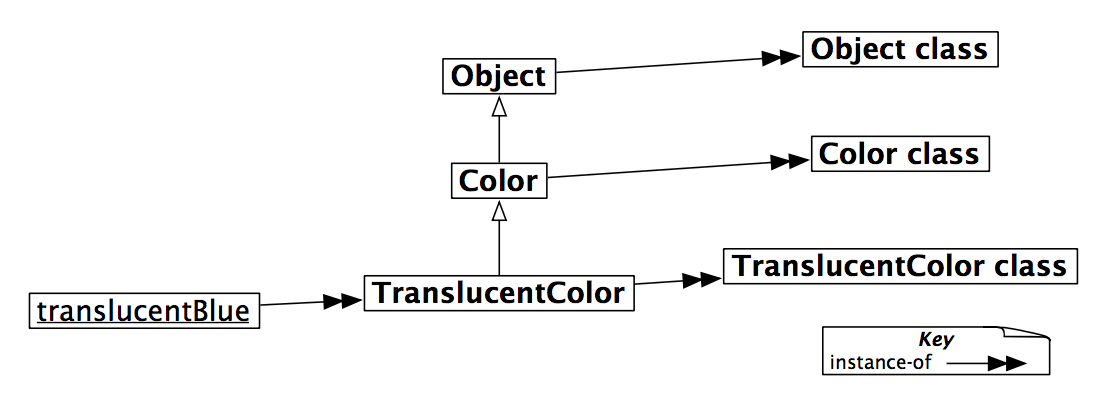 Object class
Object
Color class
Color
TranslucentColor class
TranslucentColor
translucentBlue
Key
instance-of